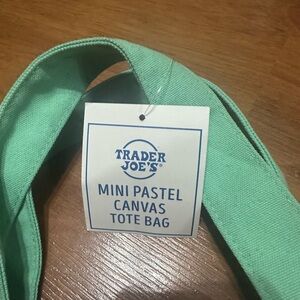 TRADER
JOE'S®
MINI PASTEL
CANVAS
TOTE BAG